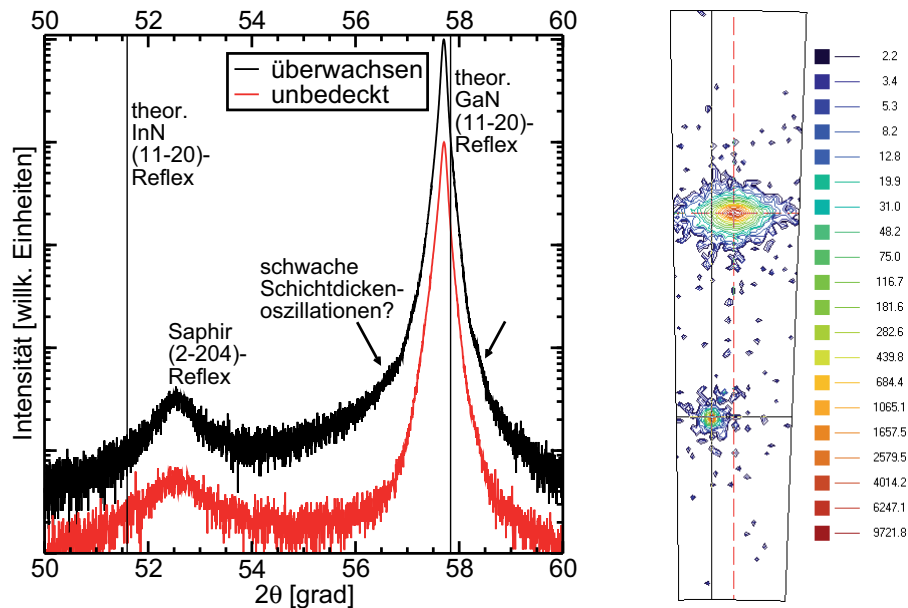 50 52 54 56 58 60
überwachsen
unbedeckt
theor.
InN
(11-20)-
Reflex
theor.
GaN
(11-20)-
Reflex
schwache
Schichtdicken-
oszillationen?
Saphir
(2-204)-
Reflex
Intensität [willk. Einheiten]
50 52 54 56 58 60
2θ [grad]
2.2
3.4
5.3
8.2
12.8
19.9
31.0
48.2
75.0
116.7
181.6
282.6
439.8
684.4
1065.1
1657.5
2579.5
4014.2
6247.1
9721.8